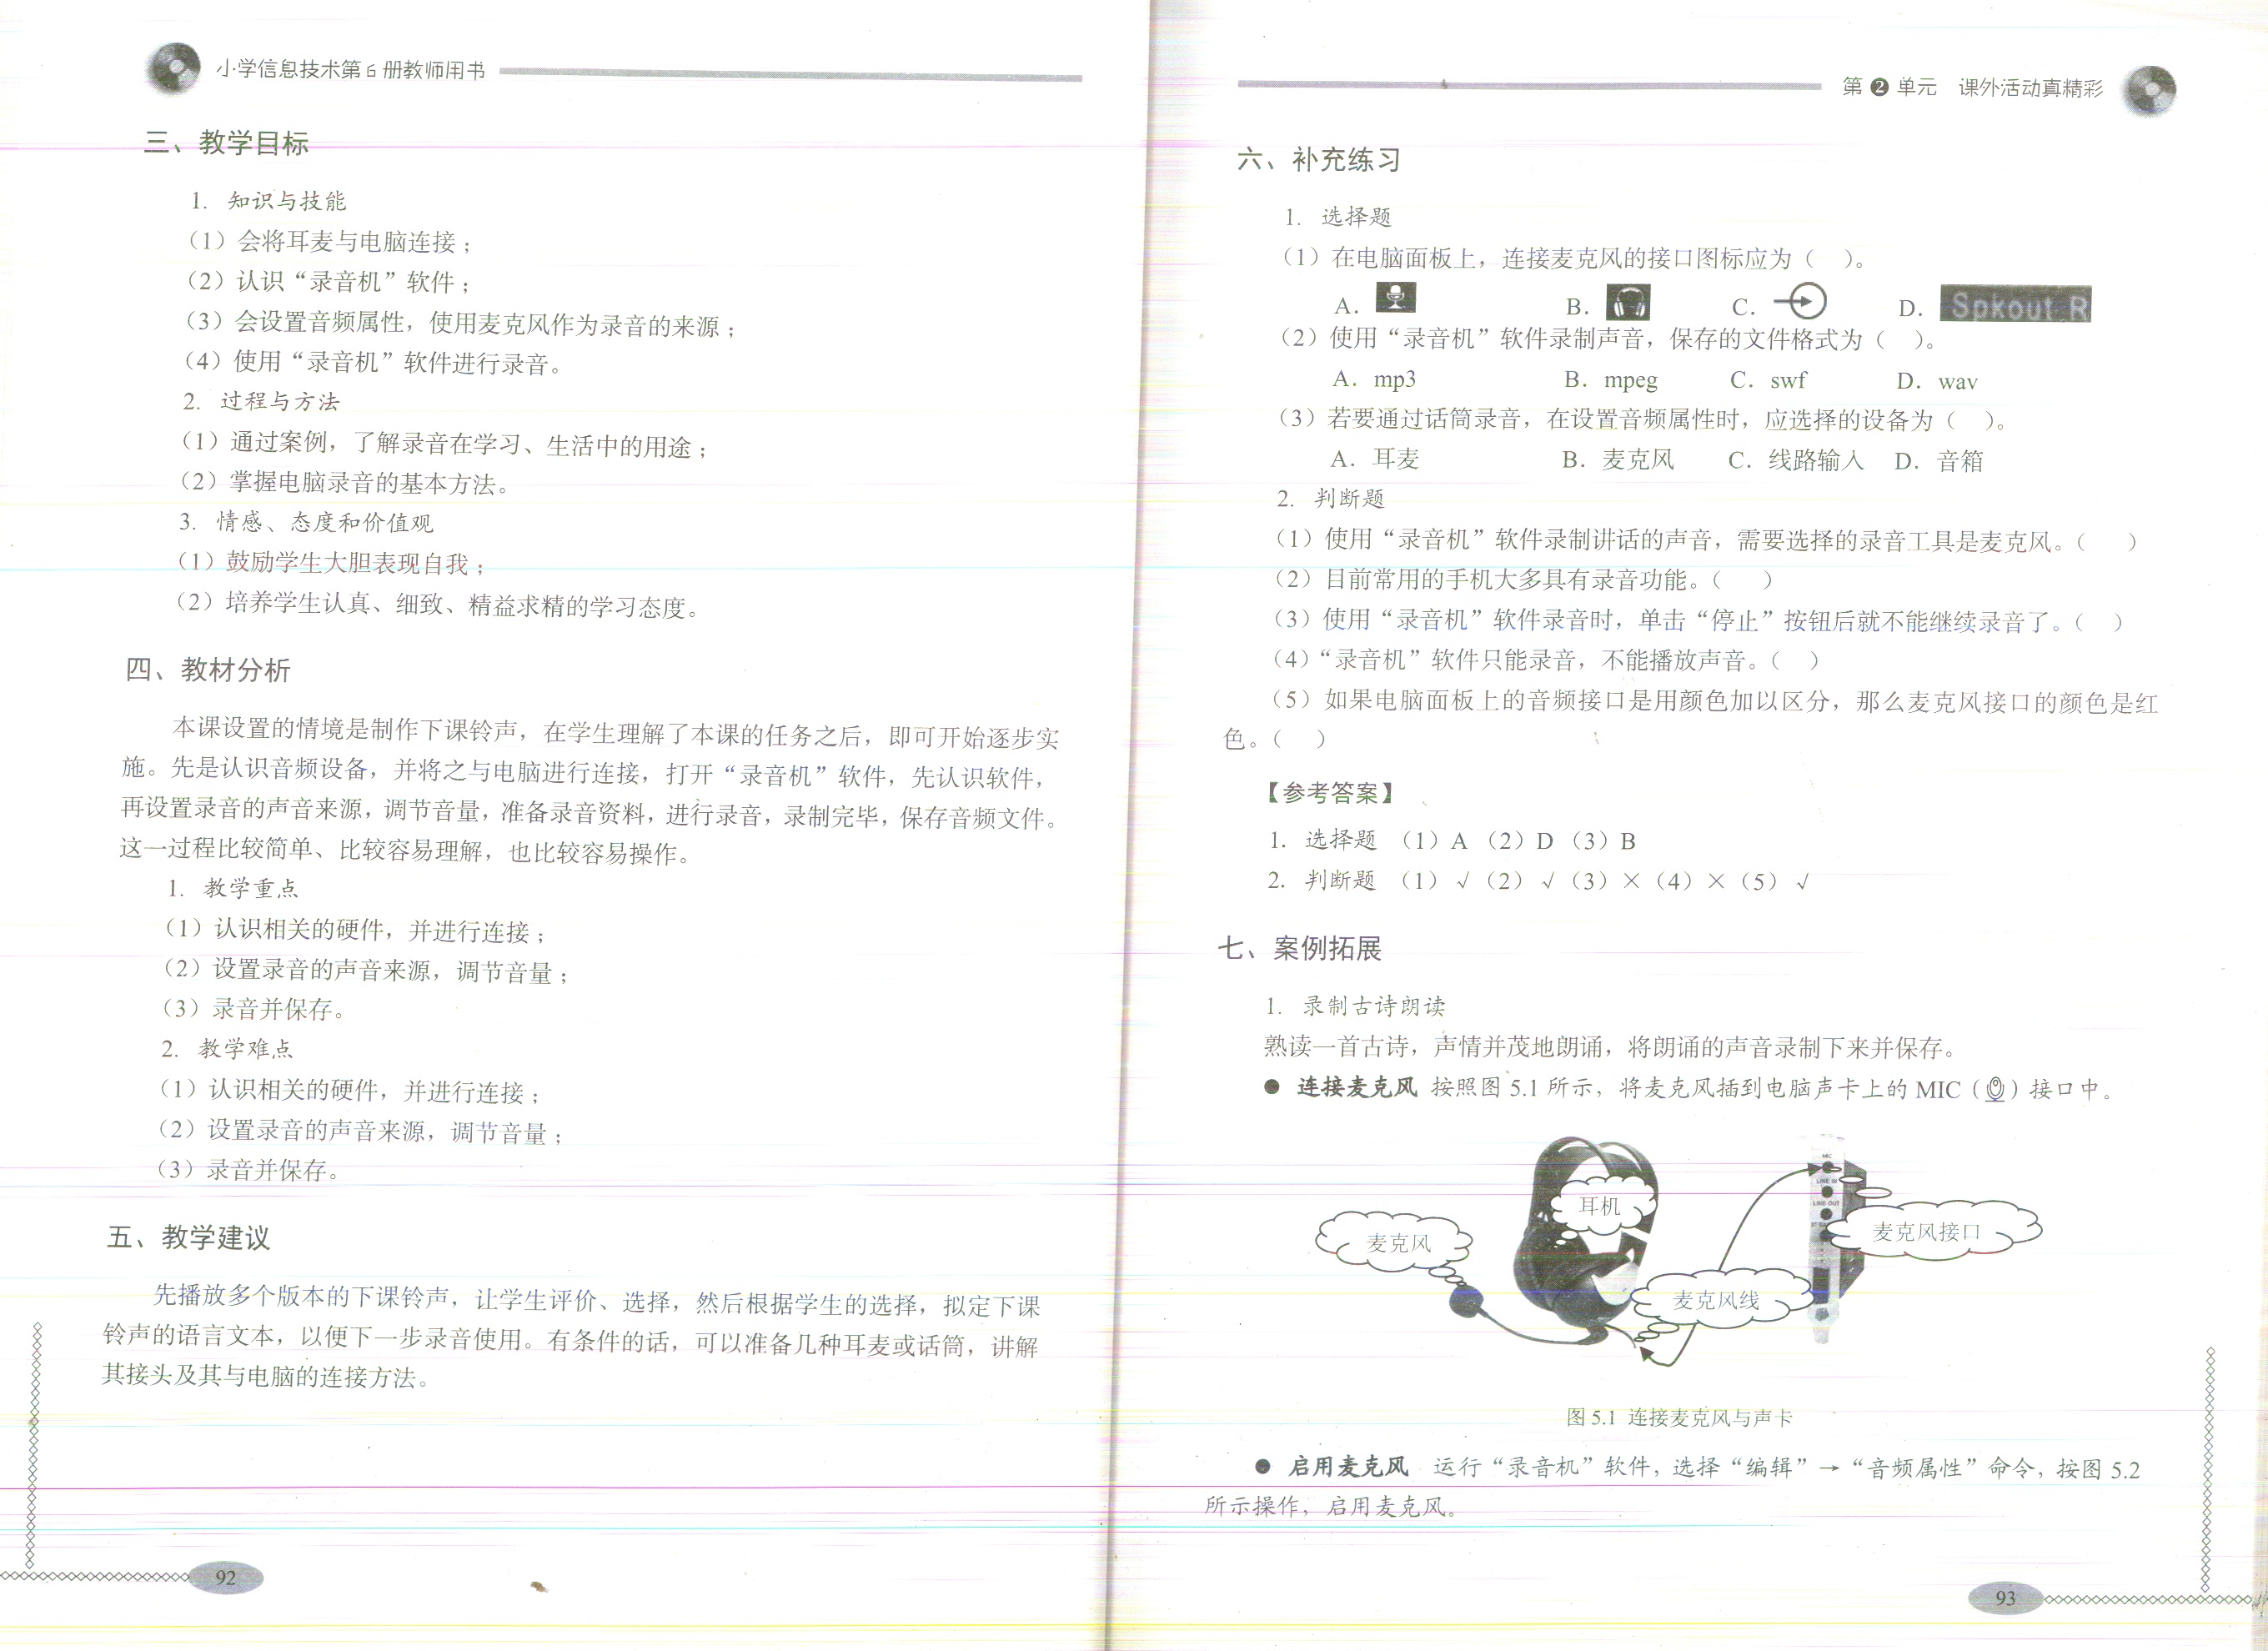 小学信息技术第6册教师用书
三、教学目标
1. 知识与技能
（1）会将耳麦与电脑连接；
（2）认识“录音机”软件；
（3）会设置音频属性，使用麦克风作为录音的来源；
（4）使用“录音机”软件进行录音。
2. 过程与方法
（1）通过案例，了解录音在学习、生活中的用途；
（2）掌握电脑录音的基本方法。
3. 情感、态度和价值观
（1）鼓励学生大胆表现自我；
（2）培养学生认真、细致、精益求精的学习态度。
四、教材分析
本课设置的情境是制作下课铃声，在学生理解了本课的任务之后，即可开始逐步实
施。先是认识音频设备，并将之与电脑进行连接，打开“录音机”软件，先认识软件，
再设置录音的声音来源，调节音量，准备录音资料，进行录音，录制完毕，保存音频文件。
这一过程比较简单、比较容易理解，也比较容易操作。
1. 教学重点
（1）认识相关的硬件，并进行连接；
（2）设置录音的声音来源，调节音量；
（3）录音并保存。
2. 教学难点
（1）认识相关的硬件，并进行连接；
（2）设置录音的声音来源，调节音量；
（3）录音并保存。
五、教学建议
先播放多个版本的下课铃声，让学生评价、选择，然后根据学生的选择，拟定下课
铃声的语言文本，以便下一步录音使用。有条件的话，可以准备几种耳麦或话筒，讲解
其接头及其与电脑的连接方法。
92
第2单元 课外活动真精彩
六、补充练习
1. 选择题
（1）在电脑面板上，连接麦克风的接口图标应为（ ）。
A. B. C. D. Spkout R
（2）使用“录音机”软件录制声音，保存的文件格式为（ ）。
A. mp3 B. mpeg C. swf D. wav
（3）若要通过话筒录音，在设置音频属性时，应选择的设备为（ ）。
A. 耳麦 B. 麦克风 C. 线路输入 D. 音箱
2. 判断题
（1）使用“录音机”软件录制讲话的声音，需要选择的录音工具是麦克风。（ ）
（2）目前常用的手机大多具有录音功能。（ ）
（3）使用“录音机”软件录音时，单击“停止”按钮后就不能继续录音了。（ ）
（4）“录音机”软件只能录音，不能播放声音。（ ）
（5）如果电脑面板上的音频接口是用颜色加以区分，那么麦克风接口的颜色是红
色。（ ）
【参考答案】
1. 选择题 （1）A（2）D（3）B
2. 判断题 （1）√（2）√（3）×（4）×（5）√
七、案例拓展
1. 录制古诗朗读
熟读一首古诗，声情并茂地朗诵，将朗诵的声音录制下来并保存。
● 连接麦克风 按照图 5.1 所示，将麦克风插到电脑声卡上的 MIC（）接口中。
MIC
LINE IN
LINE OUT
耳机
麦克风
麦克风接口
麦克风线
图 5.1 连接麦克风与声卡
● 启用麦克风 运行“录音机”软件，选择“编辑”→“音频属性”命令，按图 5.2
所示操作，启用麦克风。
93